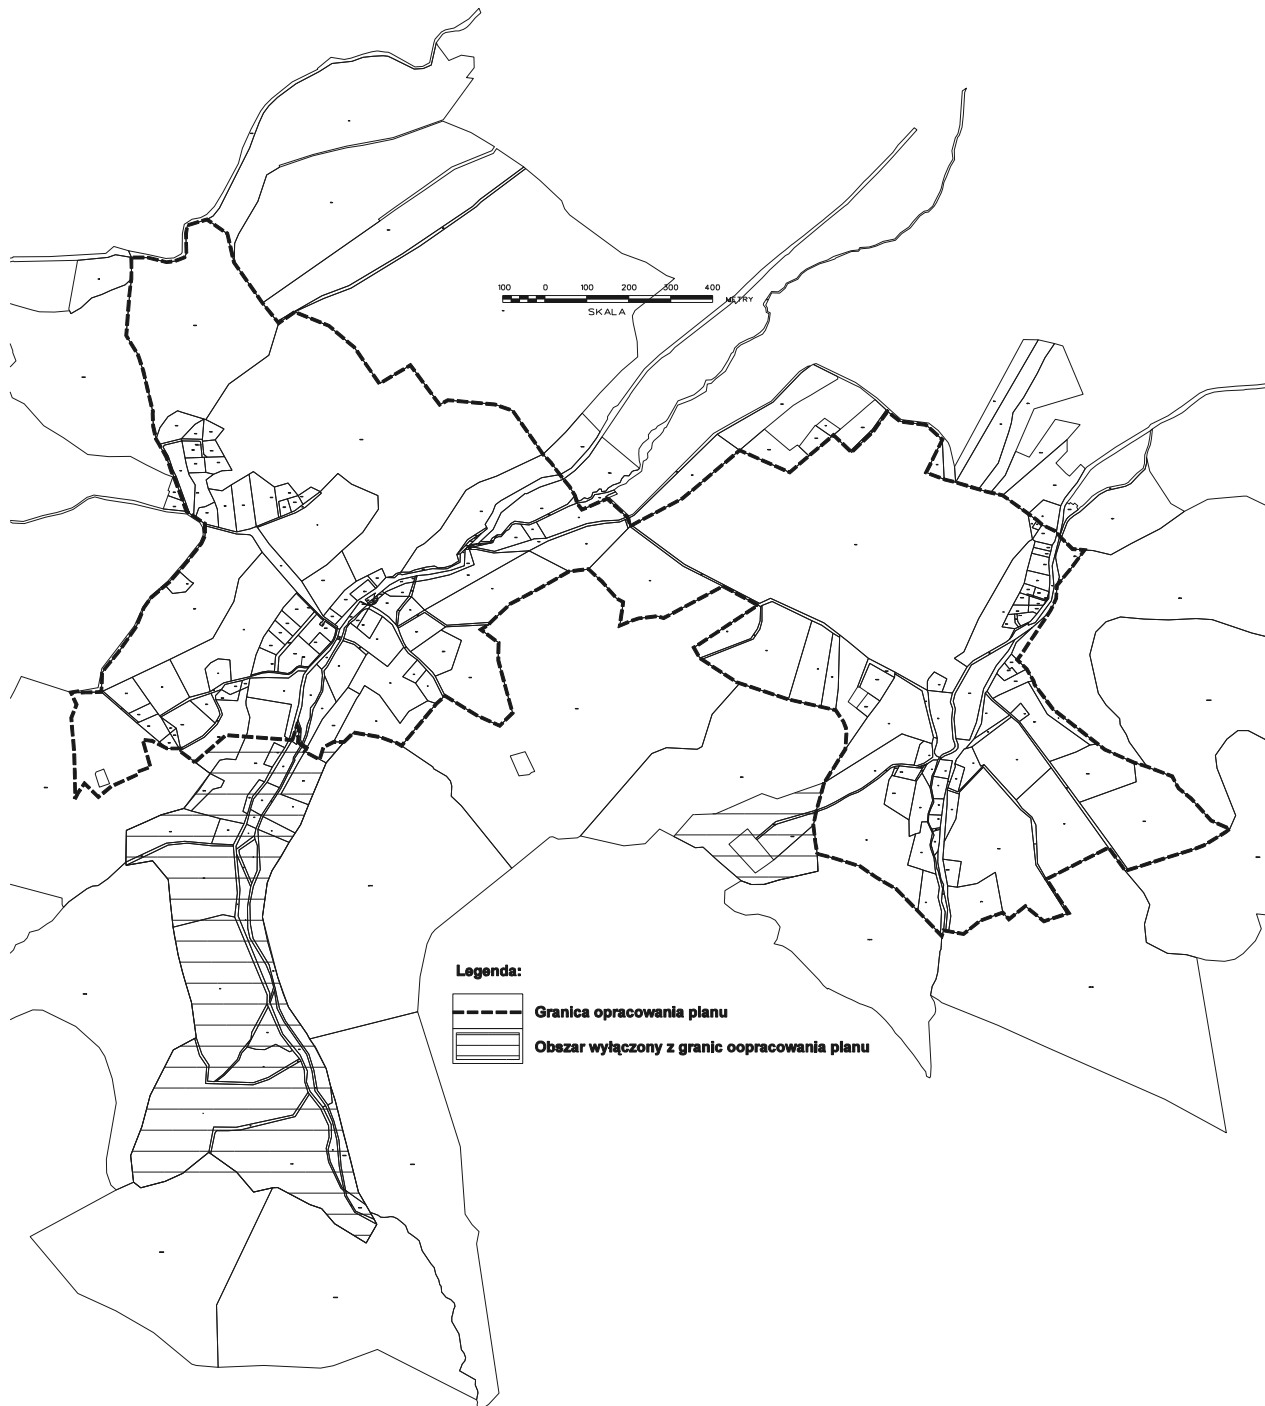 100 0 100 200 300 400 METRY
SKALA
Legenda:
Granica opracowania planu
Obszar wyłączony z granic oopracowania planu